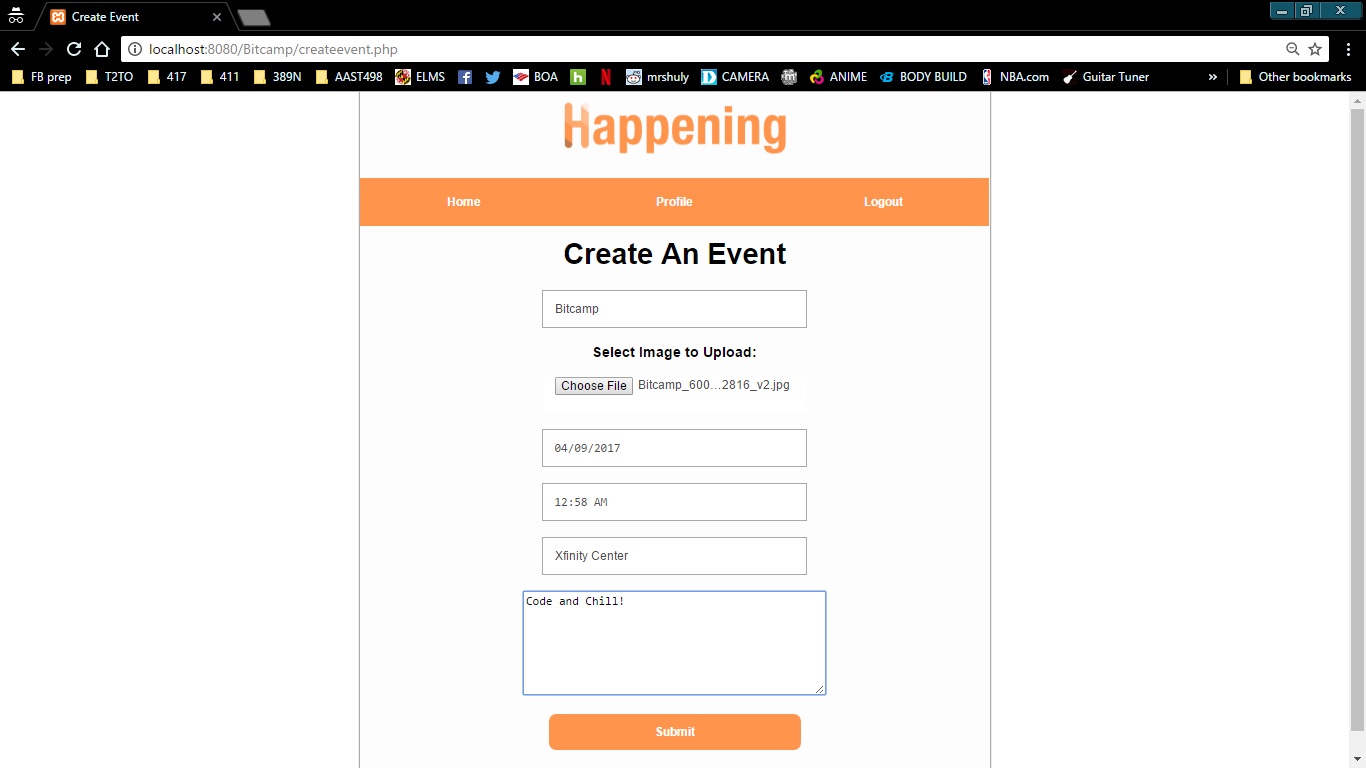 Create Event
localhost:8080/Bitcamp/createevent.php
FB prep T2TO 417 411 389N AAST498 ELMS BOA h N mrshuly CAMERA ANIME BODY BUILD NBA.com Guitar Tuner » Other bookmarks
Happening
Home Profile Logout
Create An Event
Bitcamp
Select Image to Upload:
Choose File Bitcamp_600...2816_v2.jpg
04/09/2017
12:58 AM
Xfinity Center
Code and Chill!
Submit